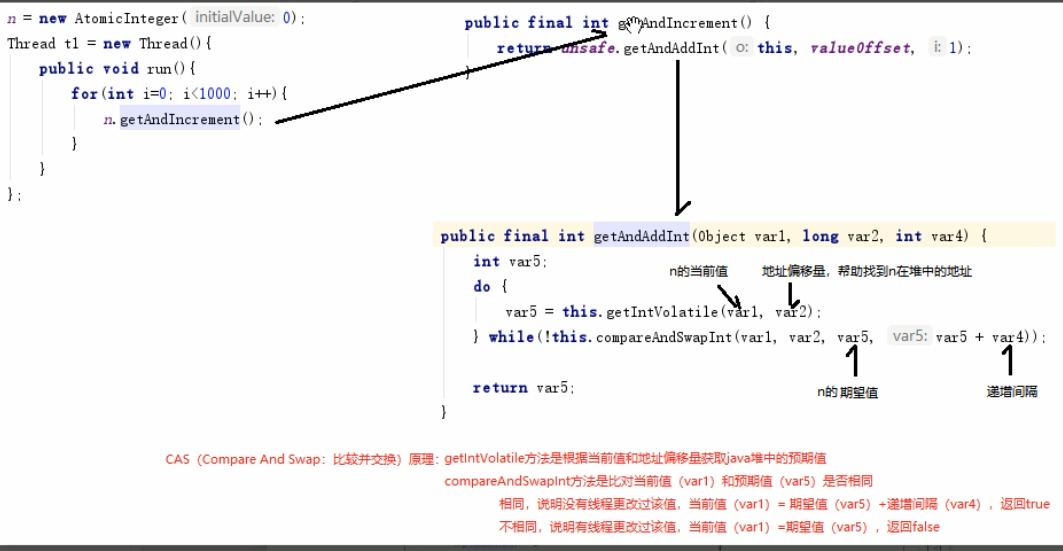 n = new AtomicInteger( initialValue: 0);
Thread t1 = new Thread(){
public void run(){
for(int i=0; i<1000; i++){
n.getAndIncrement();
}
}
};
public final int getAndIncrement() {
return unsafe.getAndAddInt( o: this, valueOffset, i: 1);
}
public final int getAndAddInt(Object var1, long var2, int var4) {
int var5;
n的当前值 地址偏移量，帮助找到n在堆中的地址
do {
var5 = this.getIntVolatile(var1, var2);
} while(!this.compareAndSwapInt(var1, var2, var5, var5: var5 + var4));
n的期望值 递增间隔
return var5;
}
CAS（Compare And Swap：比较并交换）原理：getIntVolatile方法是根据当前值和地址偏移量获取java堆中的预期值
compareAndSwapInt方法是比对当前值（var1）和预期值（var5）是否相同
相同，说明没有线程更改过该值，当前值（var1）= 期望值（var5）+递增间隔（var4），返回true
不相同，说明有线程更改过该值，当前值（var1）=期望值（var5），返回false